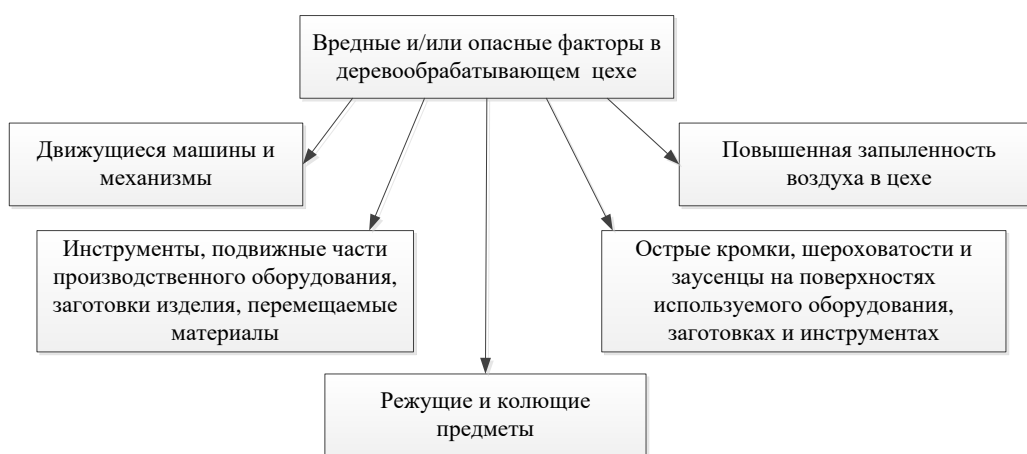 Вредные и/или опасные факторы в
деревообрабатывающем цехе
Движущиеся машины и
механизмы
Повышенная запыленность
воздуха в цехе
Инструменты, подвижные части
производственного оборудования,
заготовки изделия, перемещаемые
материалы
Острые кромки, шероховатости и
заусенцы на поверхностях
используемого оборудования,
заготовках и инструментах
Режущие и колющие
предметы